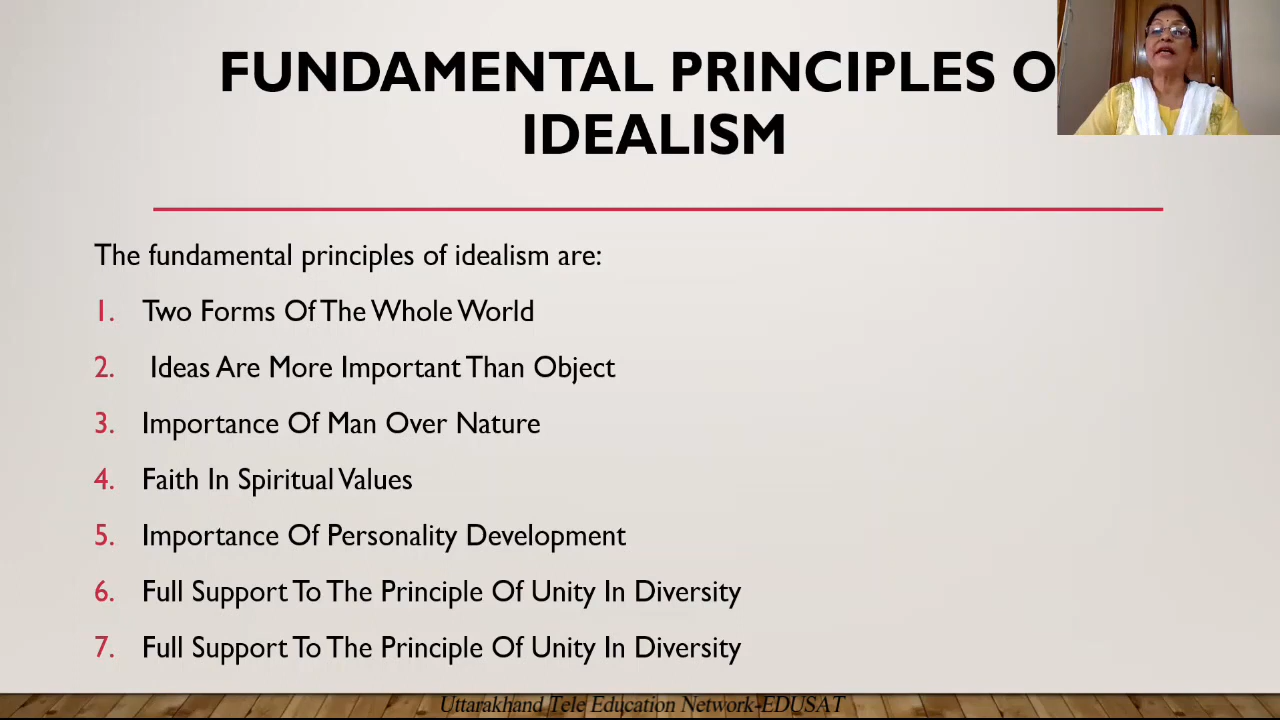 FUNDAMENTAL PRINCIPLES O
IDEALISM
The fundamental principles of idealism are:
1. Two Forms Of The Whole World
2. Ideas Are More Important Than Object
3. Importance Of Man Over Nature
4. Faith In Spiritual Values
5. Importance Of Personality Development
6. Full Support To The Principle Of Unity In Diversity
7. Full Support To The Principle Of Unity In Diversity
Uttarakhand Tele Education Network-EDUSAT